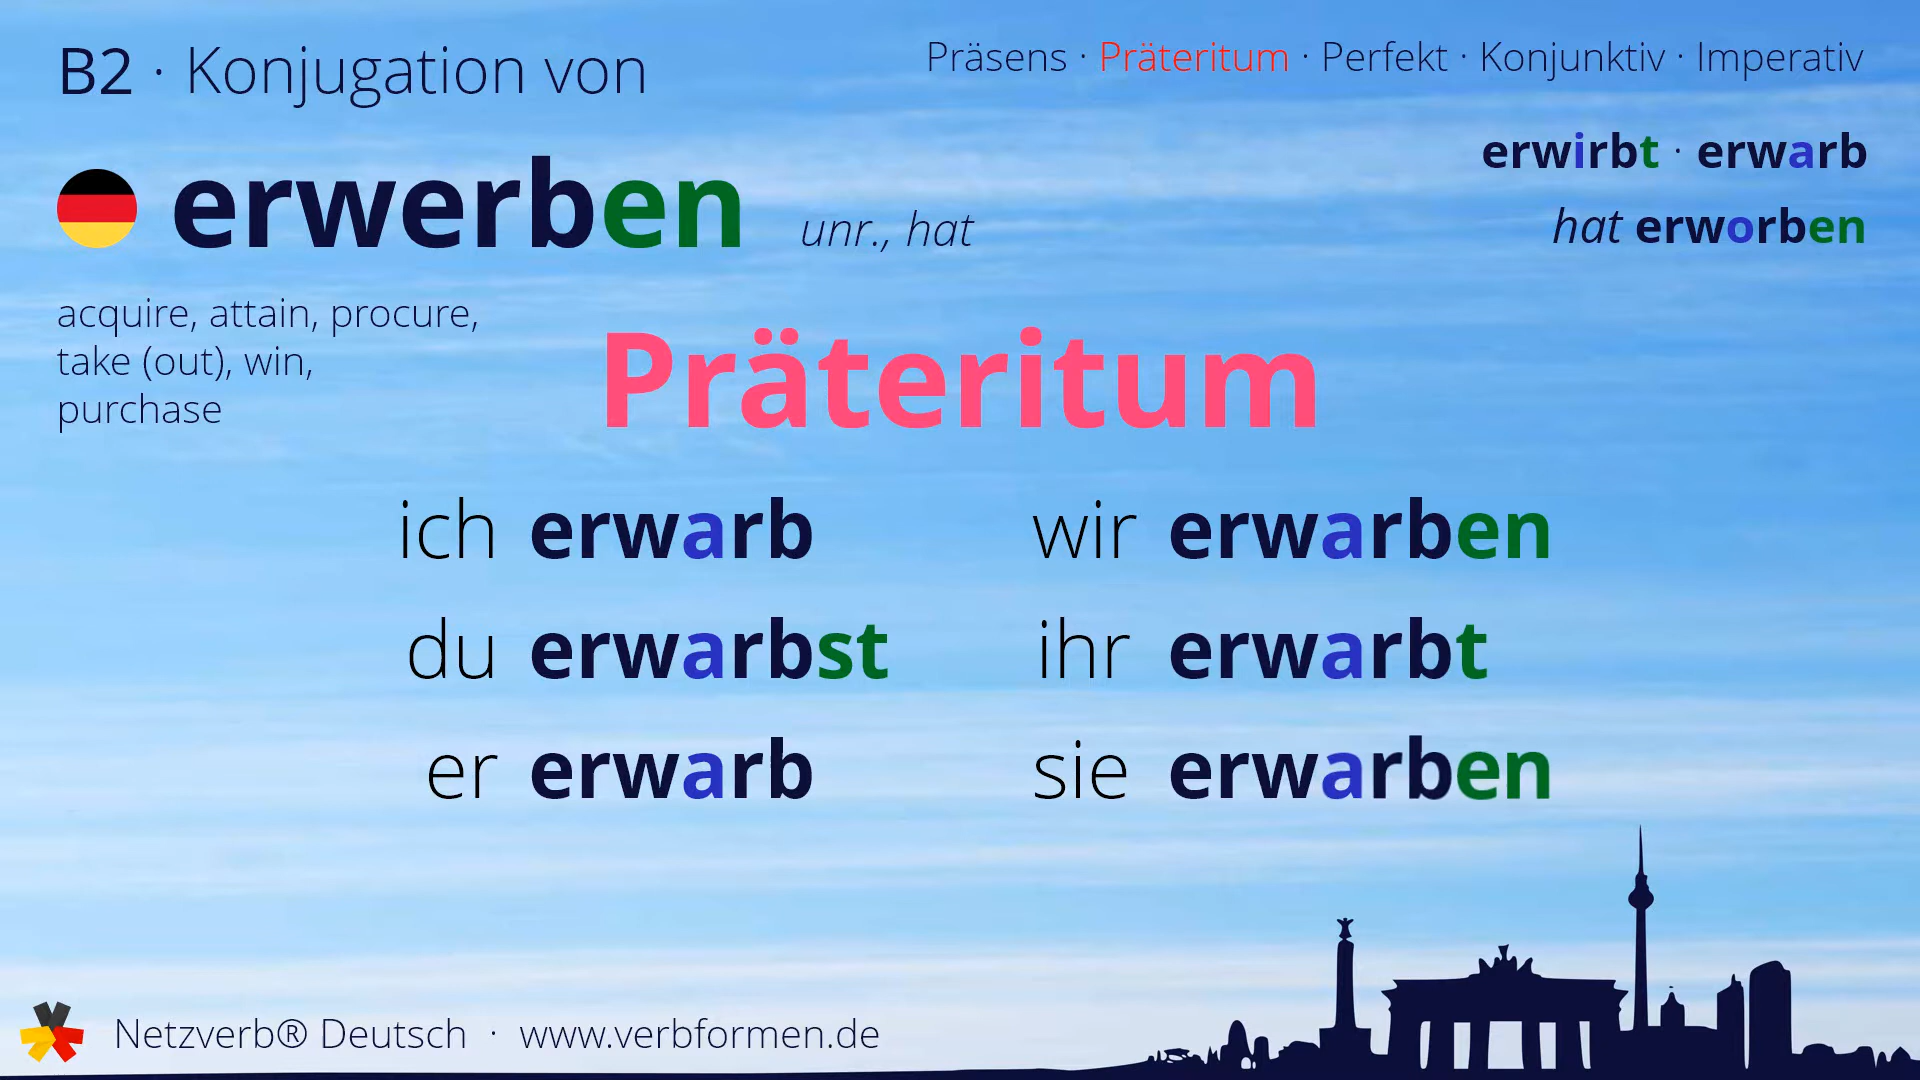 B2 · Konjugation von
Präsens · Präteritum · Perfekt · Konjunktiv · Imperativ
erwerben unr., hat
erwirbt · erwarb
hat erworben
acquire, attain, procure,
take (out), win,
purchase
Präteritum
ich erwarb
du erwarbst
er erwarb
wir erwarben
ihr erwarbt
sie erwarben
Netzverb® Deutsch · www.verbformen.de